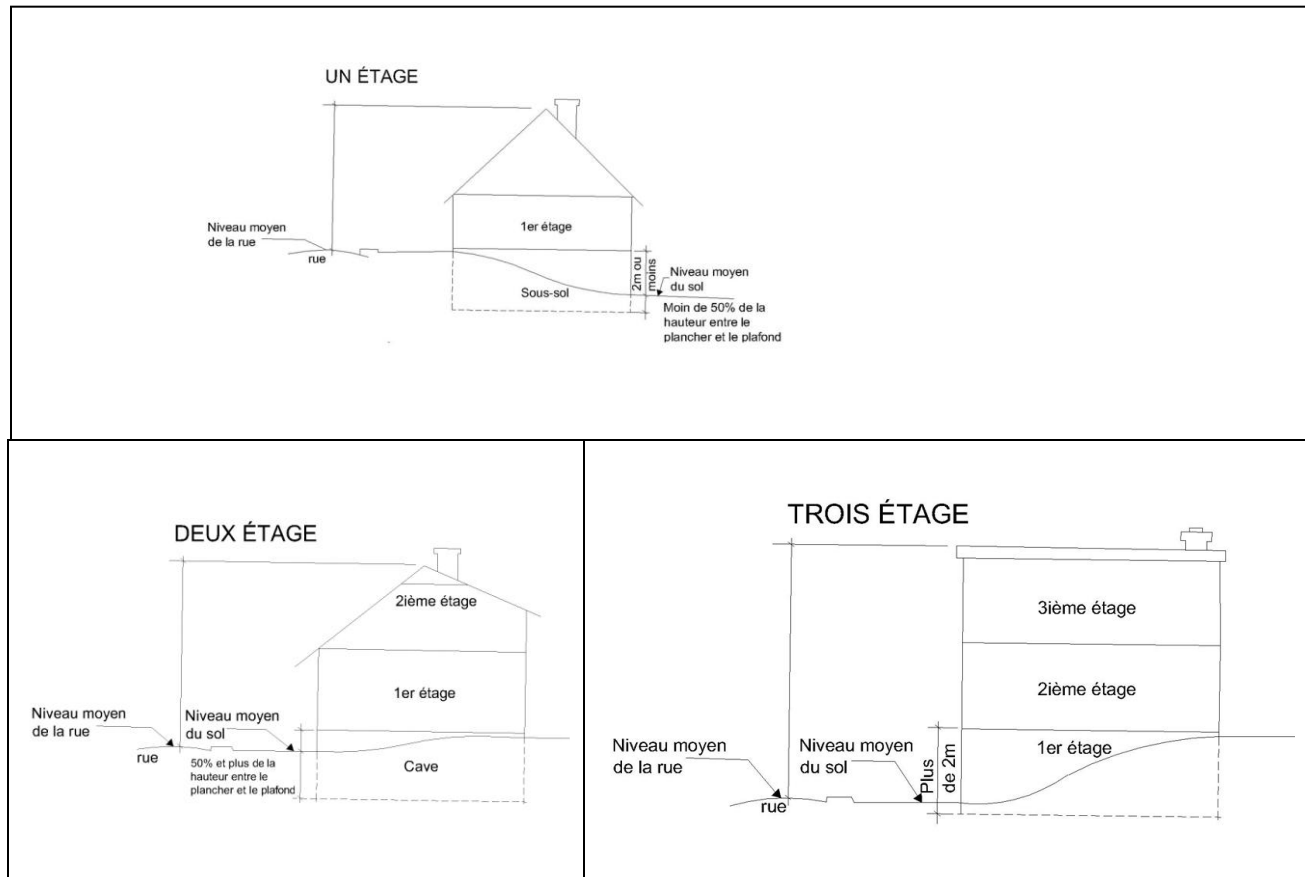 UN ÉTAGE
Niveau moyen
de la rue
rue
1er étage
Sous-sol
2m ou
moins
Niveau moyen
du sol
Moin de 50% de la
hauteur entre le
plancher et le plafond
DEUX ÉTAGE
2ième étage
1er étage
Niveau moyen
de la rue
Niveau moyen
du sol
rue
50% et plus de la
hauteur entre le
plancher et le plafond
Cave
TROIS ÉTAGE
3ième étage
2ième étage
1er étage
Niveau moyen
de la rue
Niveau moyen
du sol
rue
Plus
de 2m